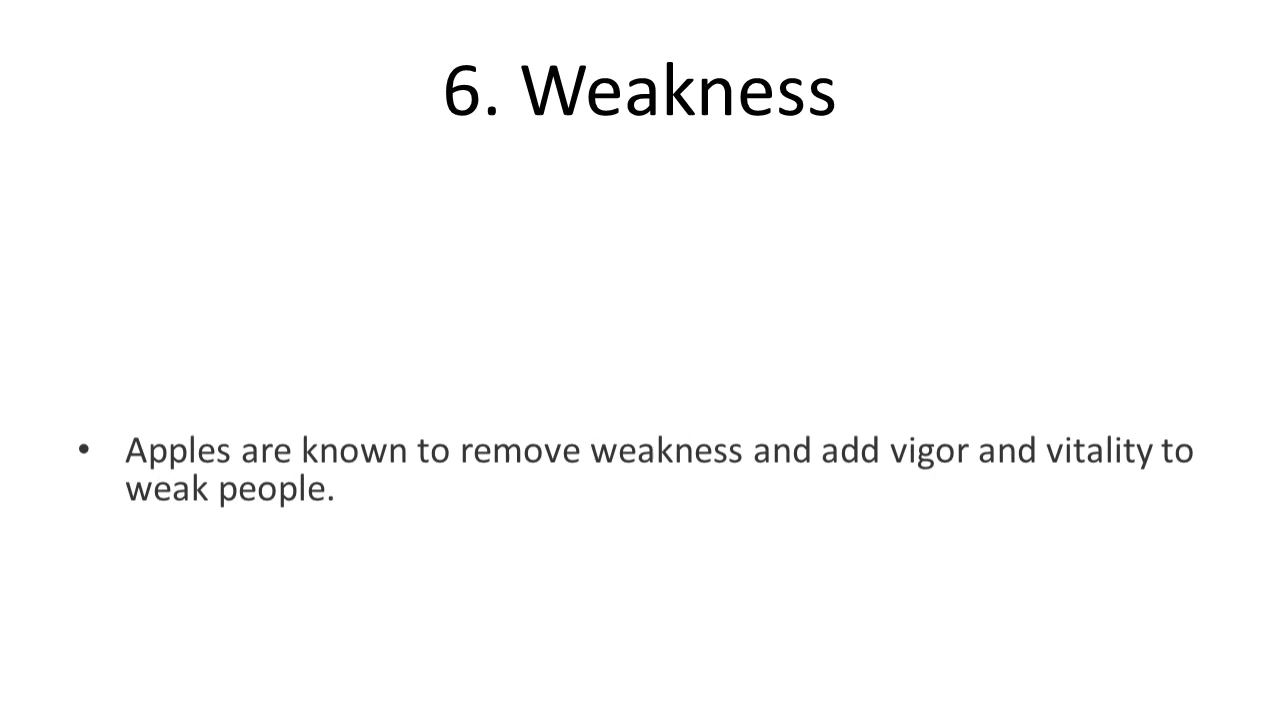 6. Weakness
• Apples are known to remove weakness and add vigor and vitality to
weak people.